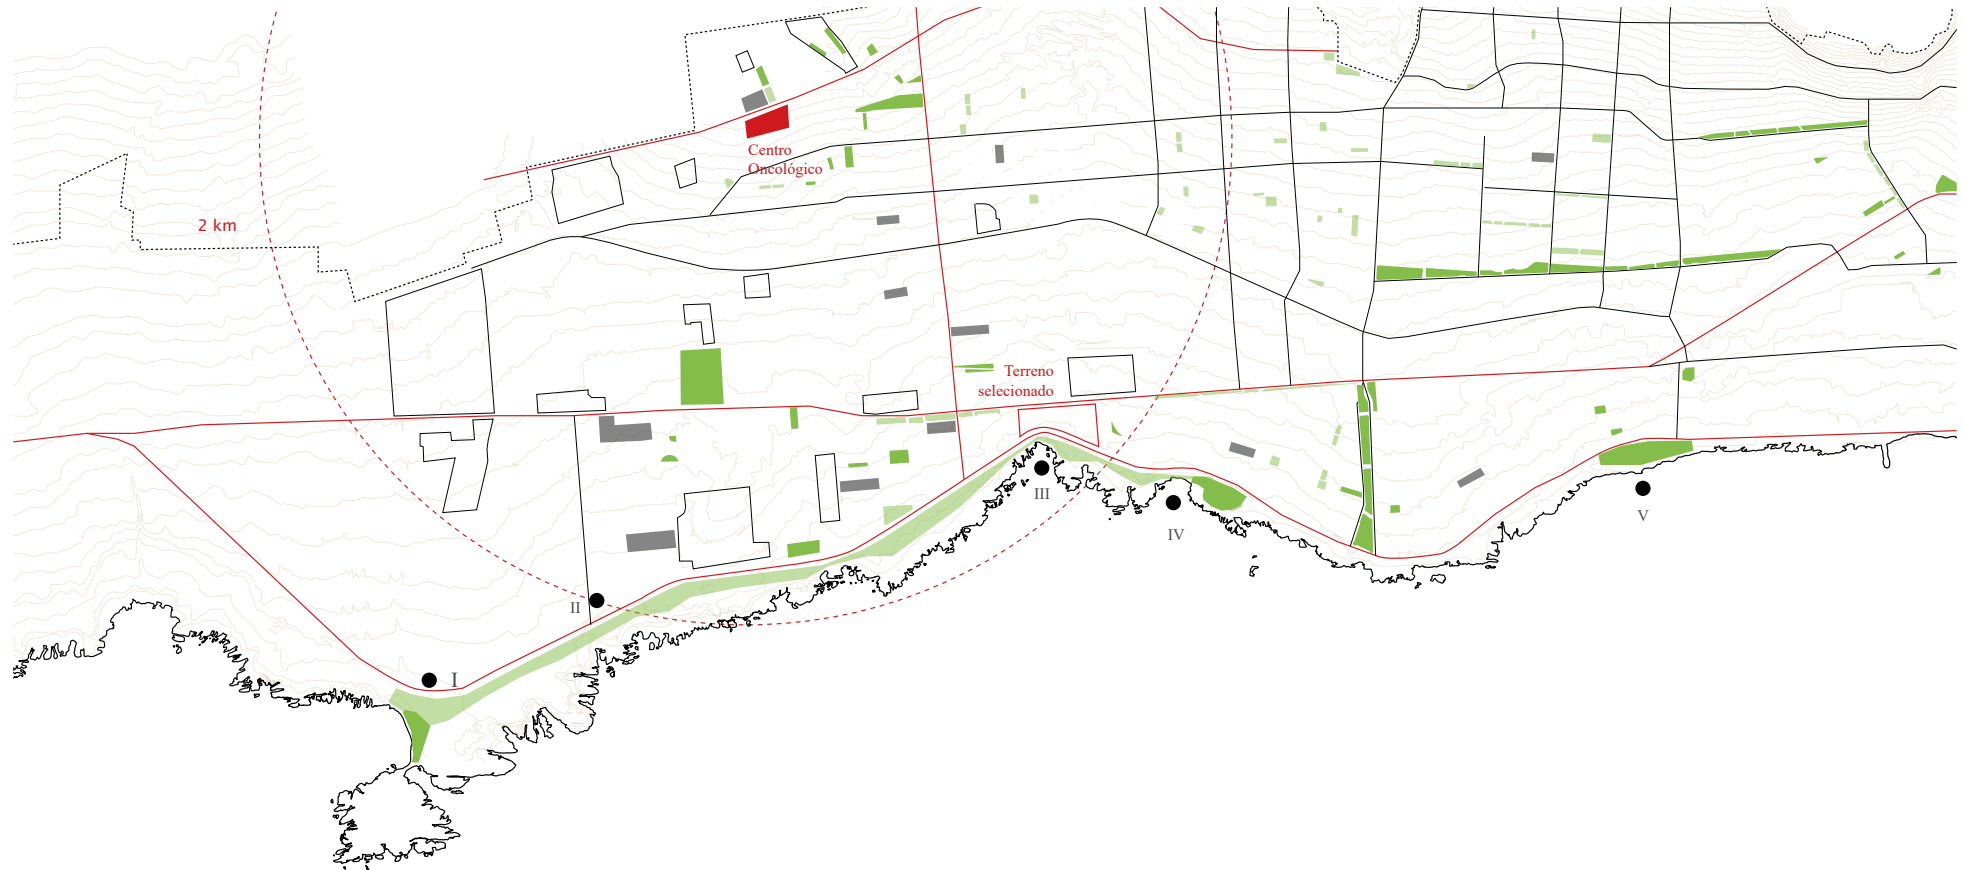 Centro
Oncológico
2 km
Terreno
selecionado
III
IV
V
II
I